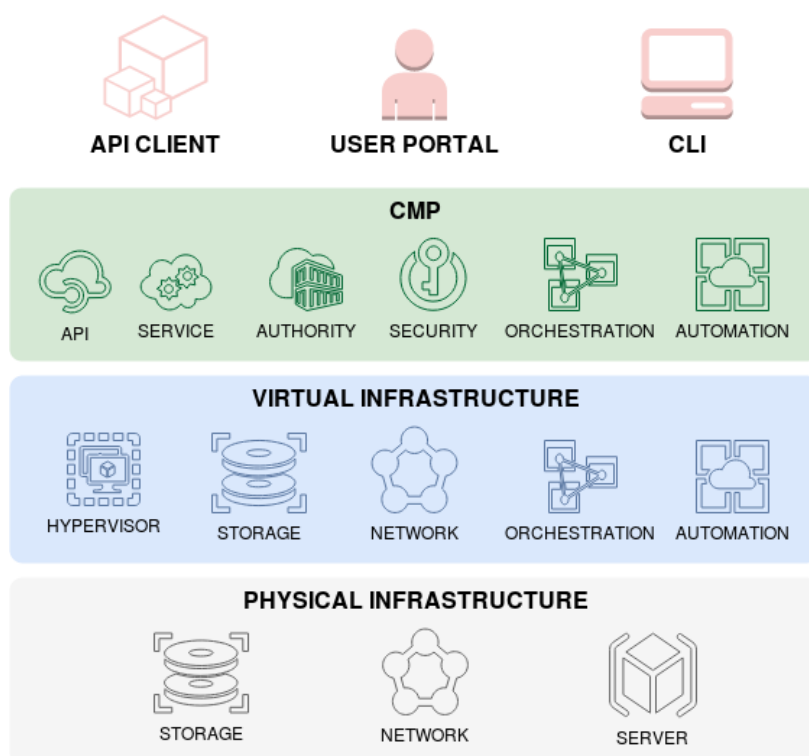 API CLIENT
USER PORTAL
CLI
CMP
API
SERVICE
AUTHORITY
SECURITY
ORCHESTRATION
AUTOMATION
VIRTUAL INFRASTRUCTURE
HYPERVISOR
STORAGE
NETWORK
ORCHESTRATION
AUTOMATION
PHYSICAL INFRASTRUCTURE
STORAGE
NETWORK
SERVER